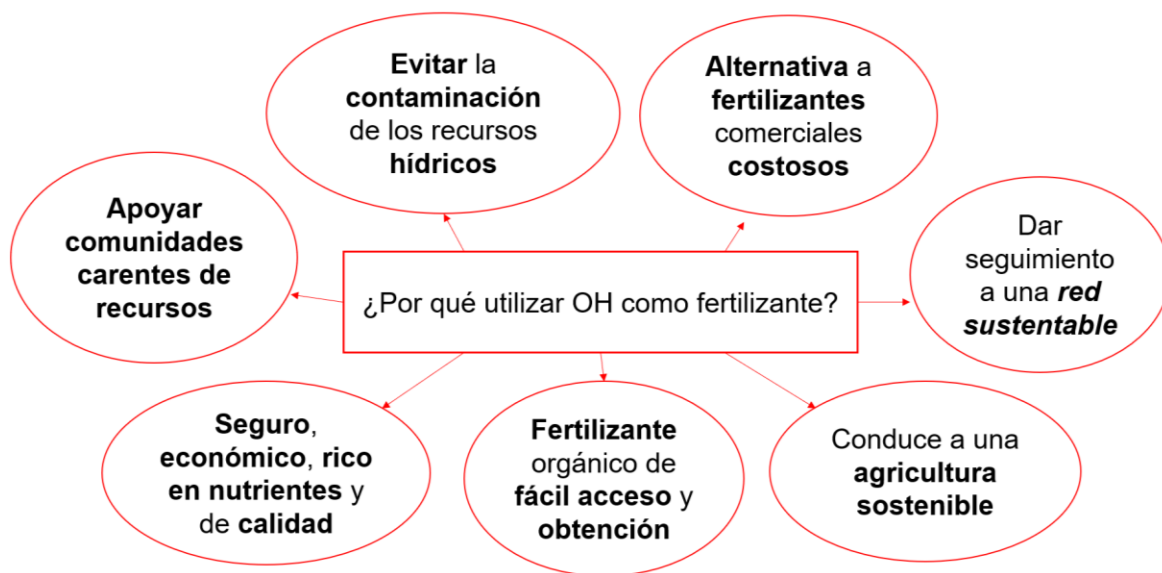 Evitar la
contaminación
de los recursos
hídricos
Alternativa a
fertilizantes
comerciales
costosos
Apoyar
comunidades
carentes de
recursos
Dar
seguimiento
a una red
sustentable
¿Por qué utilizar OH como fertilizante?
Seguro,
económico, rico
en nutrientes y
de calidad
Fertilizante
orgánico de
fácil acceso y
obtención
Conduce a una
agricultura
sostenible